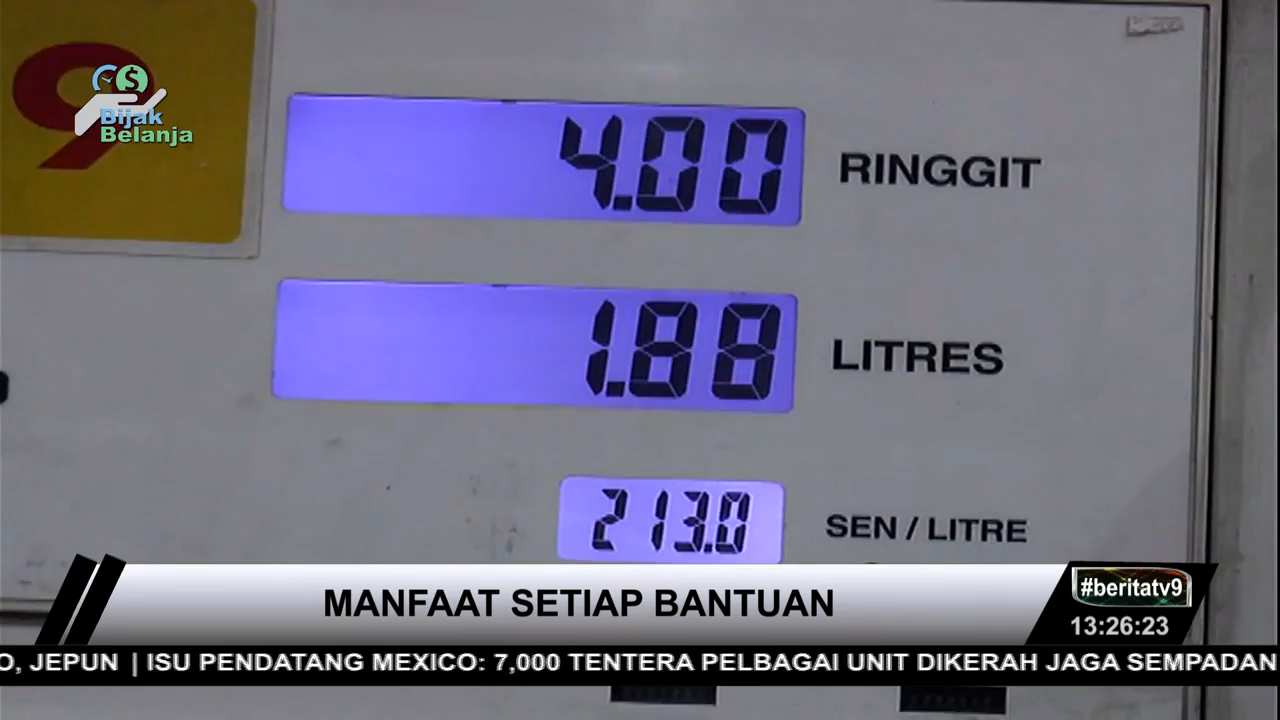 9
Bijak
Belanja
4.00 RINGGIT
1.88 LITRES
213.0 SEN / LITRE
MANFAAT SETIAP BANTUAN
#beritatv9
13:26:23
O, JEPUN | ISU PENDATANG MEXICO: 7,000 TENTERA PELBAGAI UNIT DIKERAH JAGA SEMPADAN